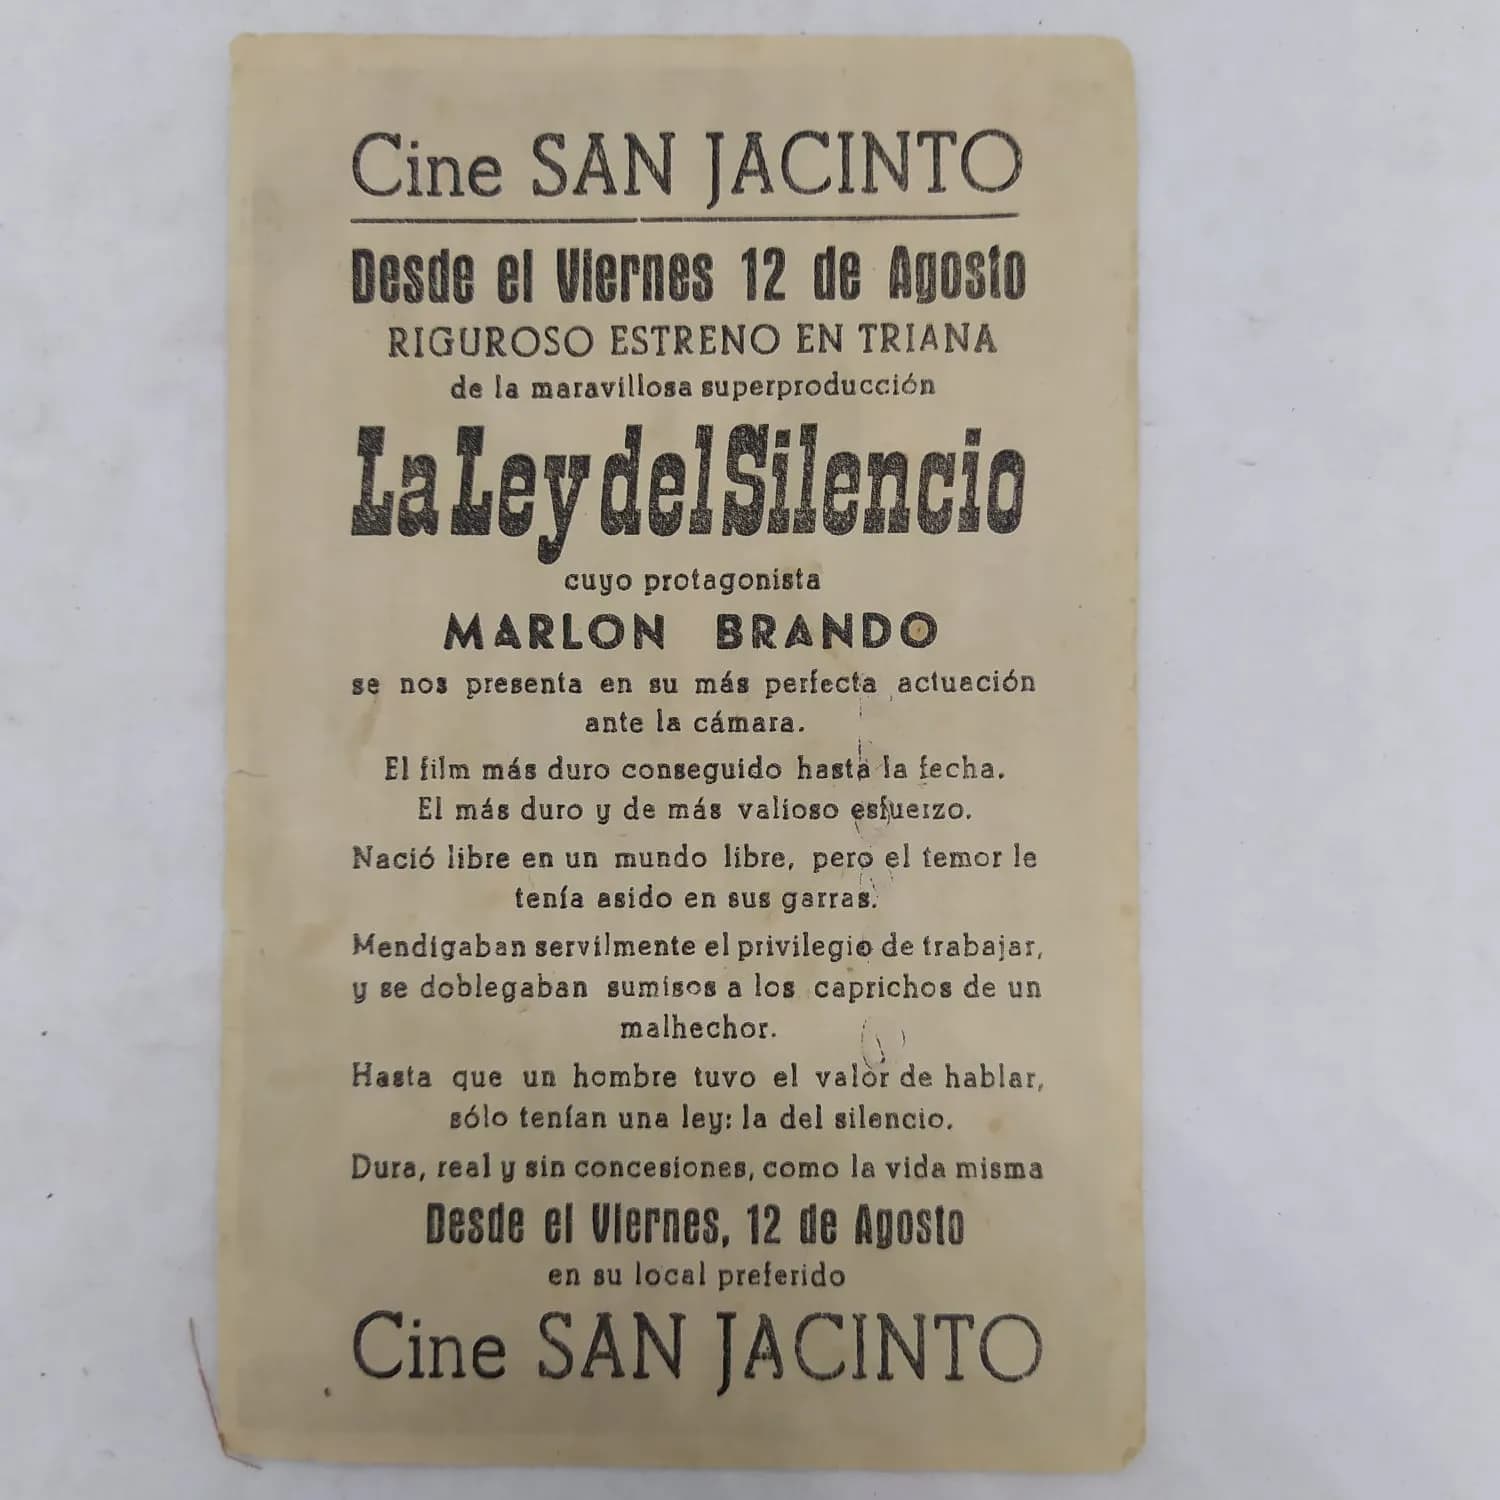 Cine SAN JACINTO
Desde el Viernes 12 de Agosto
RIGUROSO ESTRENO EN TRIANA
de la maravillosa superproducción
La Ley del Silencio
cuyo protagonista
MARLON BRANDO
se nos presenta en su más perfecta actuación
ante la cámara.
El film más duro conseguido hasta la fecha.
El más duro y de más valioso esfuerzo.
Nació libre en un mundo libre, pero el temor le
tenía asido en sus garras.
Mendigaban servilmente el privilegio de trabajar,
y se doblegaban sumisos a los caprichos de un
malhechor.
Hasta que un hombre tuvo el valor de hablar,
sólo tenían una ley: la del silencio.
Dura, real y sin concesiones, como la vida misma
Desde el Viernes, 12 de Agosto
en su local preferido
Cine SAN JACINTO